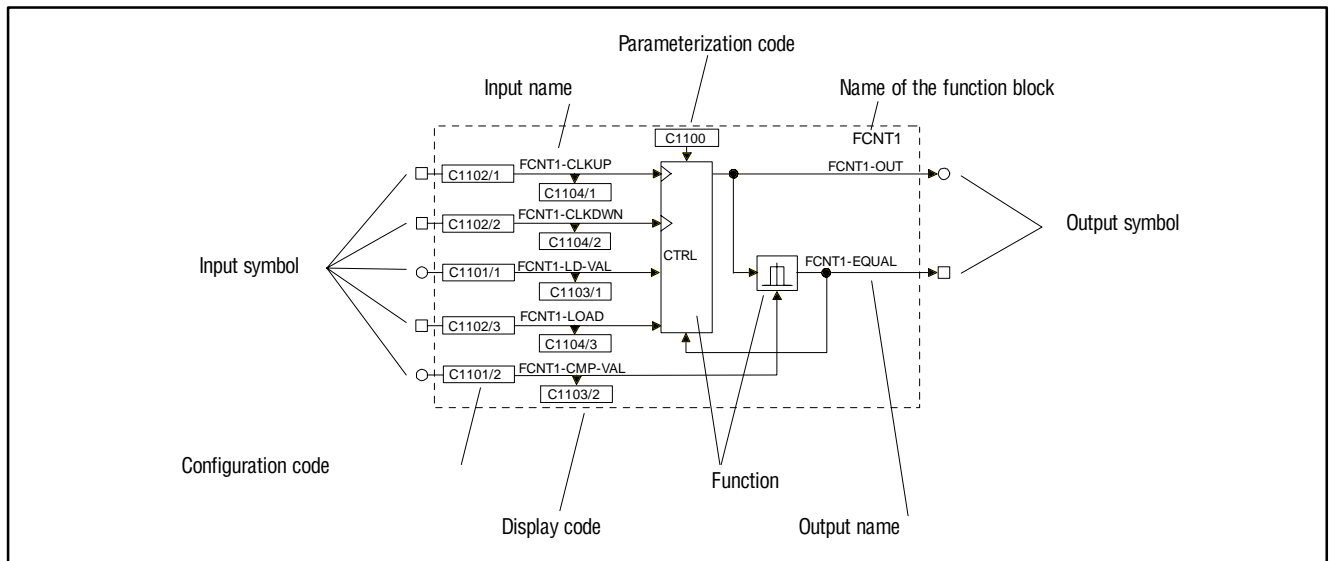 Parameterization code
Input name
Name of the function block
C1100
FCNT1
C1102/1
FCNT1-CLKUP
FCNT1-OUT
C1104/1
C1102/2
FCNT1-CLKDWN
C1104/2
Output symbol
CTRL
Input symbol
C1101/1
FCNT1-LD-VAL
FCNT1-EQUAL
C1103/1
C1102/3
FCNT1-LOAD
C1104/3
C1101/2
FCNT1-CMP-VAL
C1103/2
Configuration code
Function
Display code
Output name